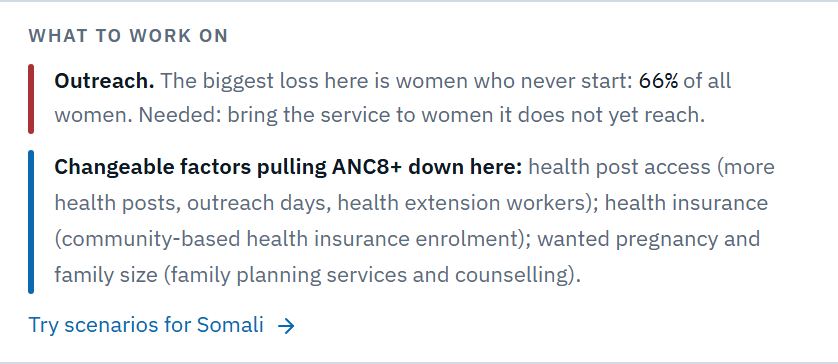 WHAT TO WORK ON
Outreach. The biggest loss here is women who never start: 66% of all
women. Needed: bring the service to women it does not yet reach.
Changeable factors pulling ANC8+ down here: health post access (more
health posts, outreach days, health extension workers); health insurance
(community-based health insurance enrolment); wanted pregnancy and
family size (family planning services and counselling).
Try scenarios for Somali →